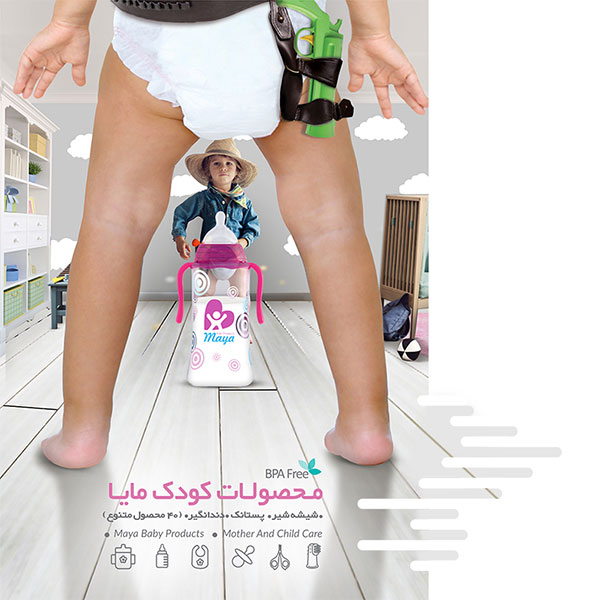 Maya
BPA Free
محصولات کودک مایا
• شیشه شیر • پستانک • دندانگیر • (۴۰ محصول متنوع)
• Maya Baby Products • Mother And Child Care